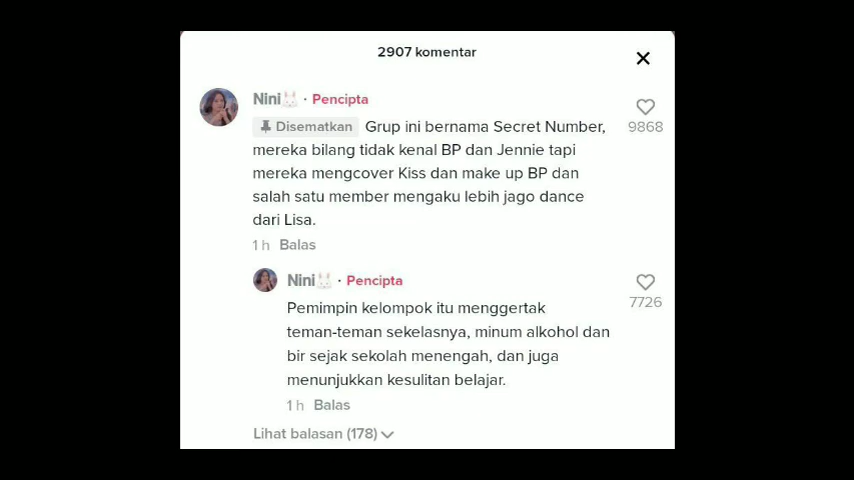 2907 komentar
Nini🐰 · Pencipta
Disematkan Grup ini bernama Secret Number,
mereka bilang tidak kenal BP dan Jennie tapi
mereka mengcover Kiss dan make up BP dan
salah satu member mengaku lebih jago dance
dari Lisa.
9868
1 h Balas
Nini🐰 · Pencipta
Pemimpin kelompok itu menggertak
teman-teman sekelasnya, minum alkohol dan
bir sejak sekolah menengah, dan juga
menunjukkan kesulitan belajar.
7726
1 h Balas
Lihat balasan (178)